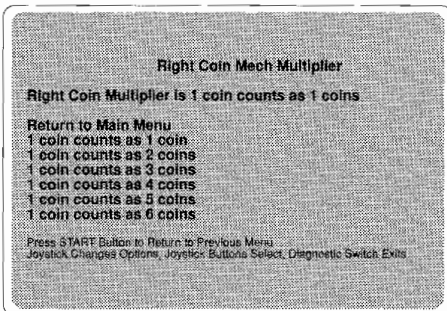 Right Coin Mech Multiplier
Right Coin Multiplier is 1 coin counts as 1 coins
Return to Main Menu
1 coin counts as 1 coin
1 coin counts as 2 coins
1 coin counts as 3 coins
1 coin counts as 4 coins
1 coin counts as 5 coins
1 coin counts as 6 coins
Press START Button to Return to Previous Menu
Joystick Changes Options, Joystick Buttons Select, Diagnostic Switch Exits